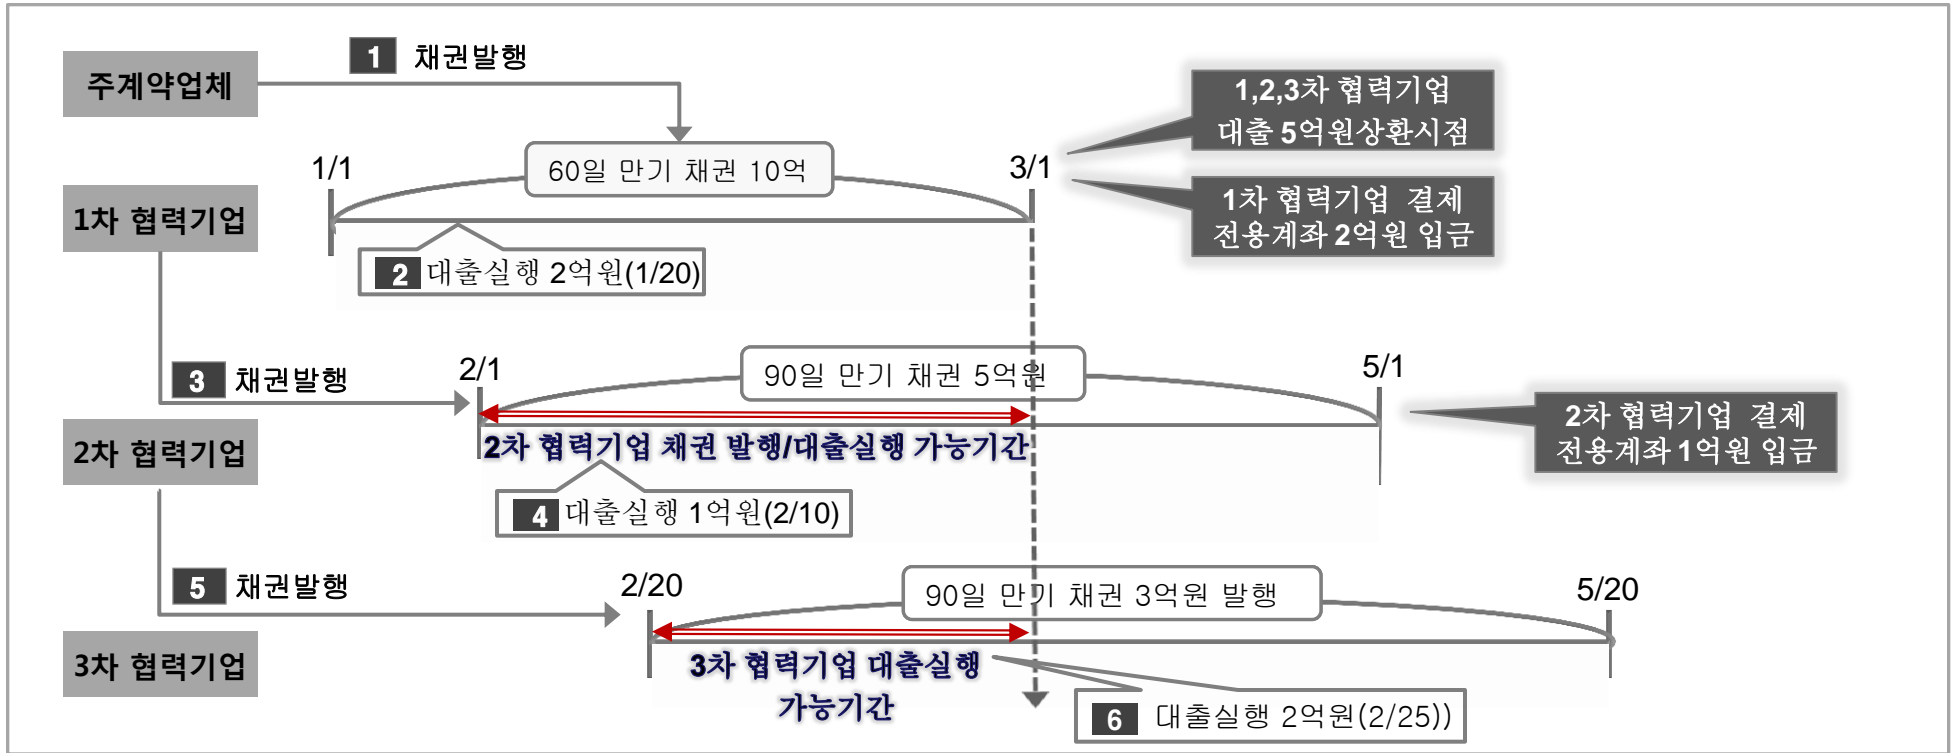 1 채권발행
주계약업체
1,2,3차 협력기업
대출 5억원상환시점
60일 만기 채권 10억
1/1
3/1
1차 협력기업
1차 협력기업 결제
전용계좌 2억원 입금
2 대출실행 2억원(1/20)
3 채권발행
2/1
90일 만기 채권 5억원
5/1
2차 협력기업 결제
전용계좌 1억원 입금
2차 협력기업
2차 협력기업 채권 발행/대출실행 가능기간
4 대출실행 1억원(2/10)
5 채권발행
2/20
90일 만기 채권 3억원 발행
5/20
3차 협력기업
3차 협력기업 대출실행
가능기간
6 대출실행 2억원(2/25))